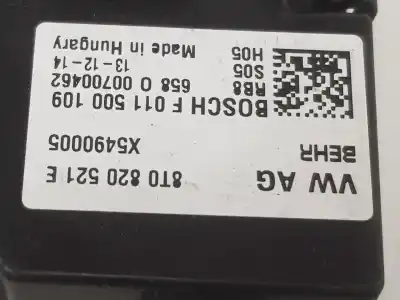 VW AG 8T0 820 521 E
BEHR X5490005
BOSCH F 011 500 109
RB8 658 O 00700462
S05 13-12-14
H05 Made in Hungary